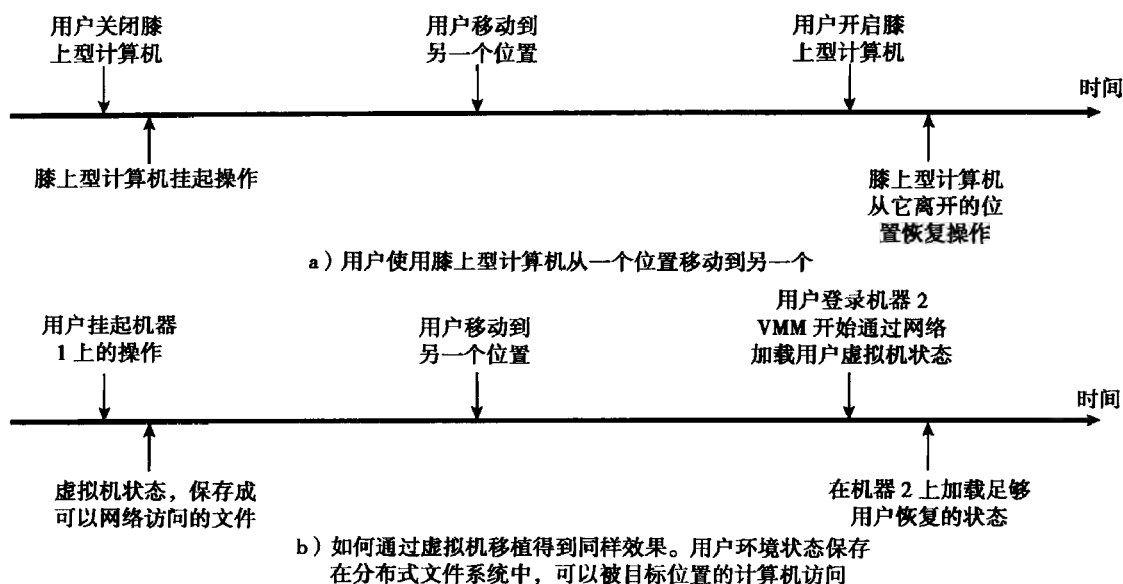 用户关闭膝
上型计算机
用户移动到
另一个位置
用户开启膝
上型计算机
时间
膝上型计算机挂起操作
膝上型计算机
从它离开的位
置恢复操作
a）用户使用膝上型计算机从一个位置移动到另一个
用户挂起机器
1 上的操作
用户移动到
另一个位置
用户登录机器 2
VMM 开始通过网络
加载用户虚拟机状态
时间
虚拟机状态，保存成
可以网络访问的文件
在机器 2 上加载足够
用户恢复的状态
b）如何通过虚拟机移植得到同样效果。用户环境状态保存
在分布式文件系统中，可以被目标位置的计算机访问